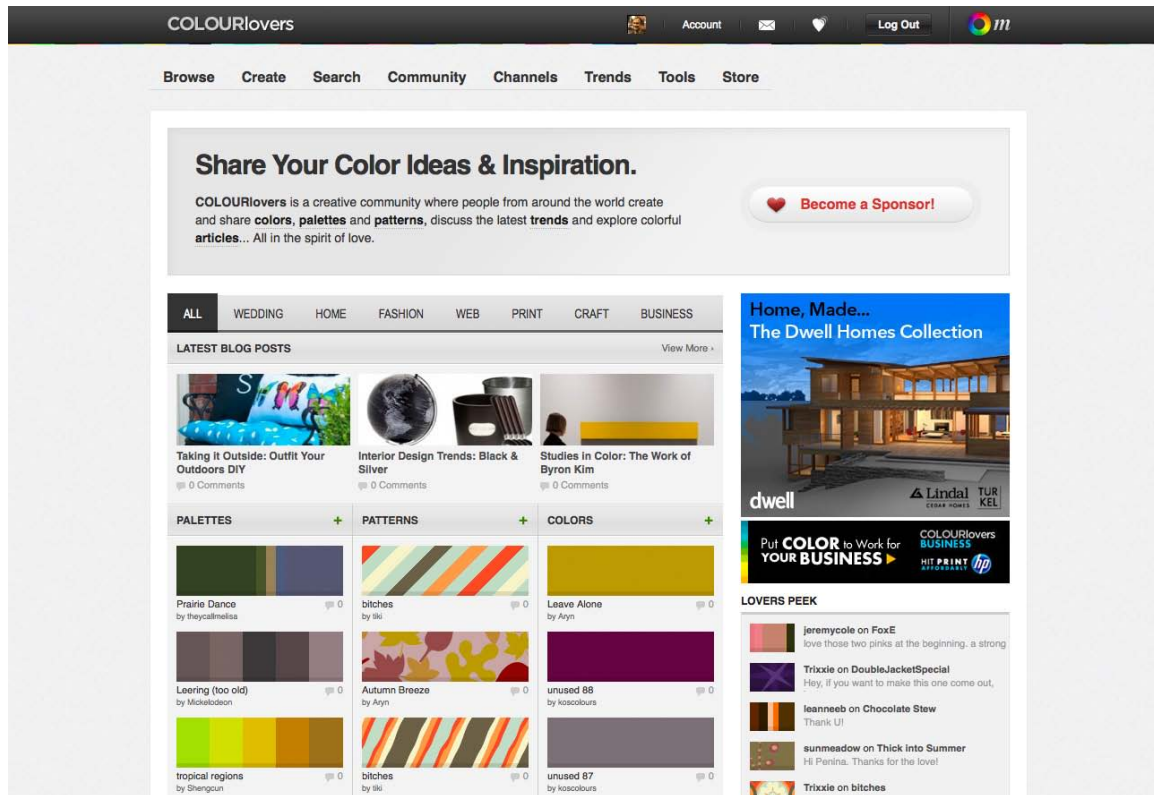 COLOURlovers
Account
Log Out
m
Browse Create Search Community Channels Trends Tools Store
Share Your Color Ideas & Inspiration.
COLOURlovers is a creative community where people from around the world create
and share colors, palettes and patterns, discuss the latest trends and explore colorful
articles... All in the spirit of love.
Become a Sponsor!
ALL WEDDING HOME FASHION WEB PRINT CRAFT BUSINESS
LATEST BLOG POSTS View More ›
S
Taking it Outside: Outfit Your
Outdoors DIY
0 Comments
Interior Design Trends: Black &
Silver
0 Comments
Studies in Color: The Work of
Byron Kim
0 Comments
PALETTES +
Prairie Dance 0
by theycallmelisa
Leering (too old) 0
by Mickelodeon
tropical regions 0
by Shengcun
PATTERNS +
bitches 0
by tiki
Autumn Breeze 0
by Aryn
bitches 0
by tiki
COLORS +
Leave Alone 0
by Aryn
unused 88 0
by koscolours
unused 87 0
by koscolours
Home, Made...
The Dwell Homes Collection
dwell
Lindal
CEDAR HOMES
TUR
KEL
Put COLOR to Work for
YOUR BUSINESS
COLOURlovers
BUSINESS
HIT PRINT
AFFORDABLY
hp
LOVERS PEEK
jeremycole on FoxE
love those two pinks at the beginning. a strong
Trixxie on DoubleJacketSpecial
Hey, if you want to make this one come out,
leanneeb on Chocolate Stew
Thank U!
sunmeadow on Thick into Summer
Hi Penina. Thanks for the love!
Trixxie on bitches